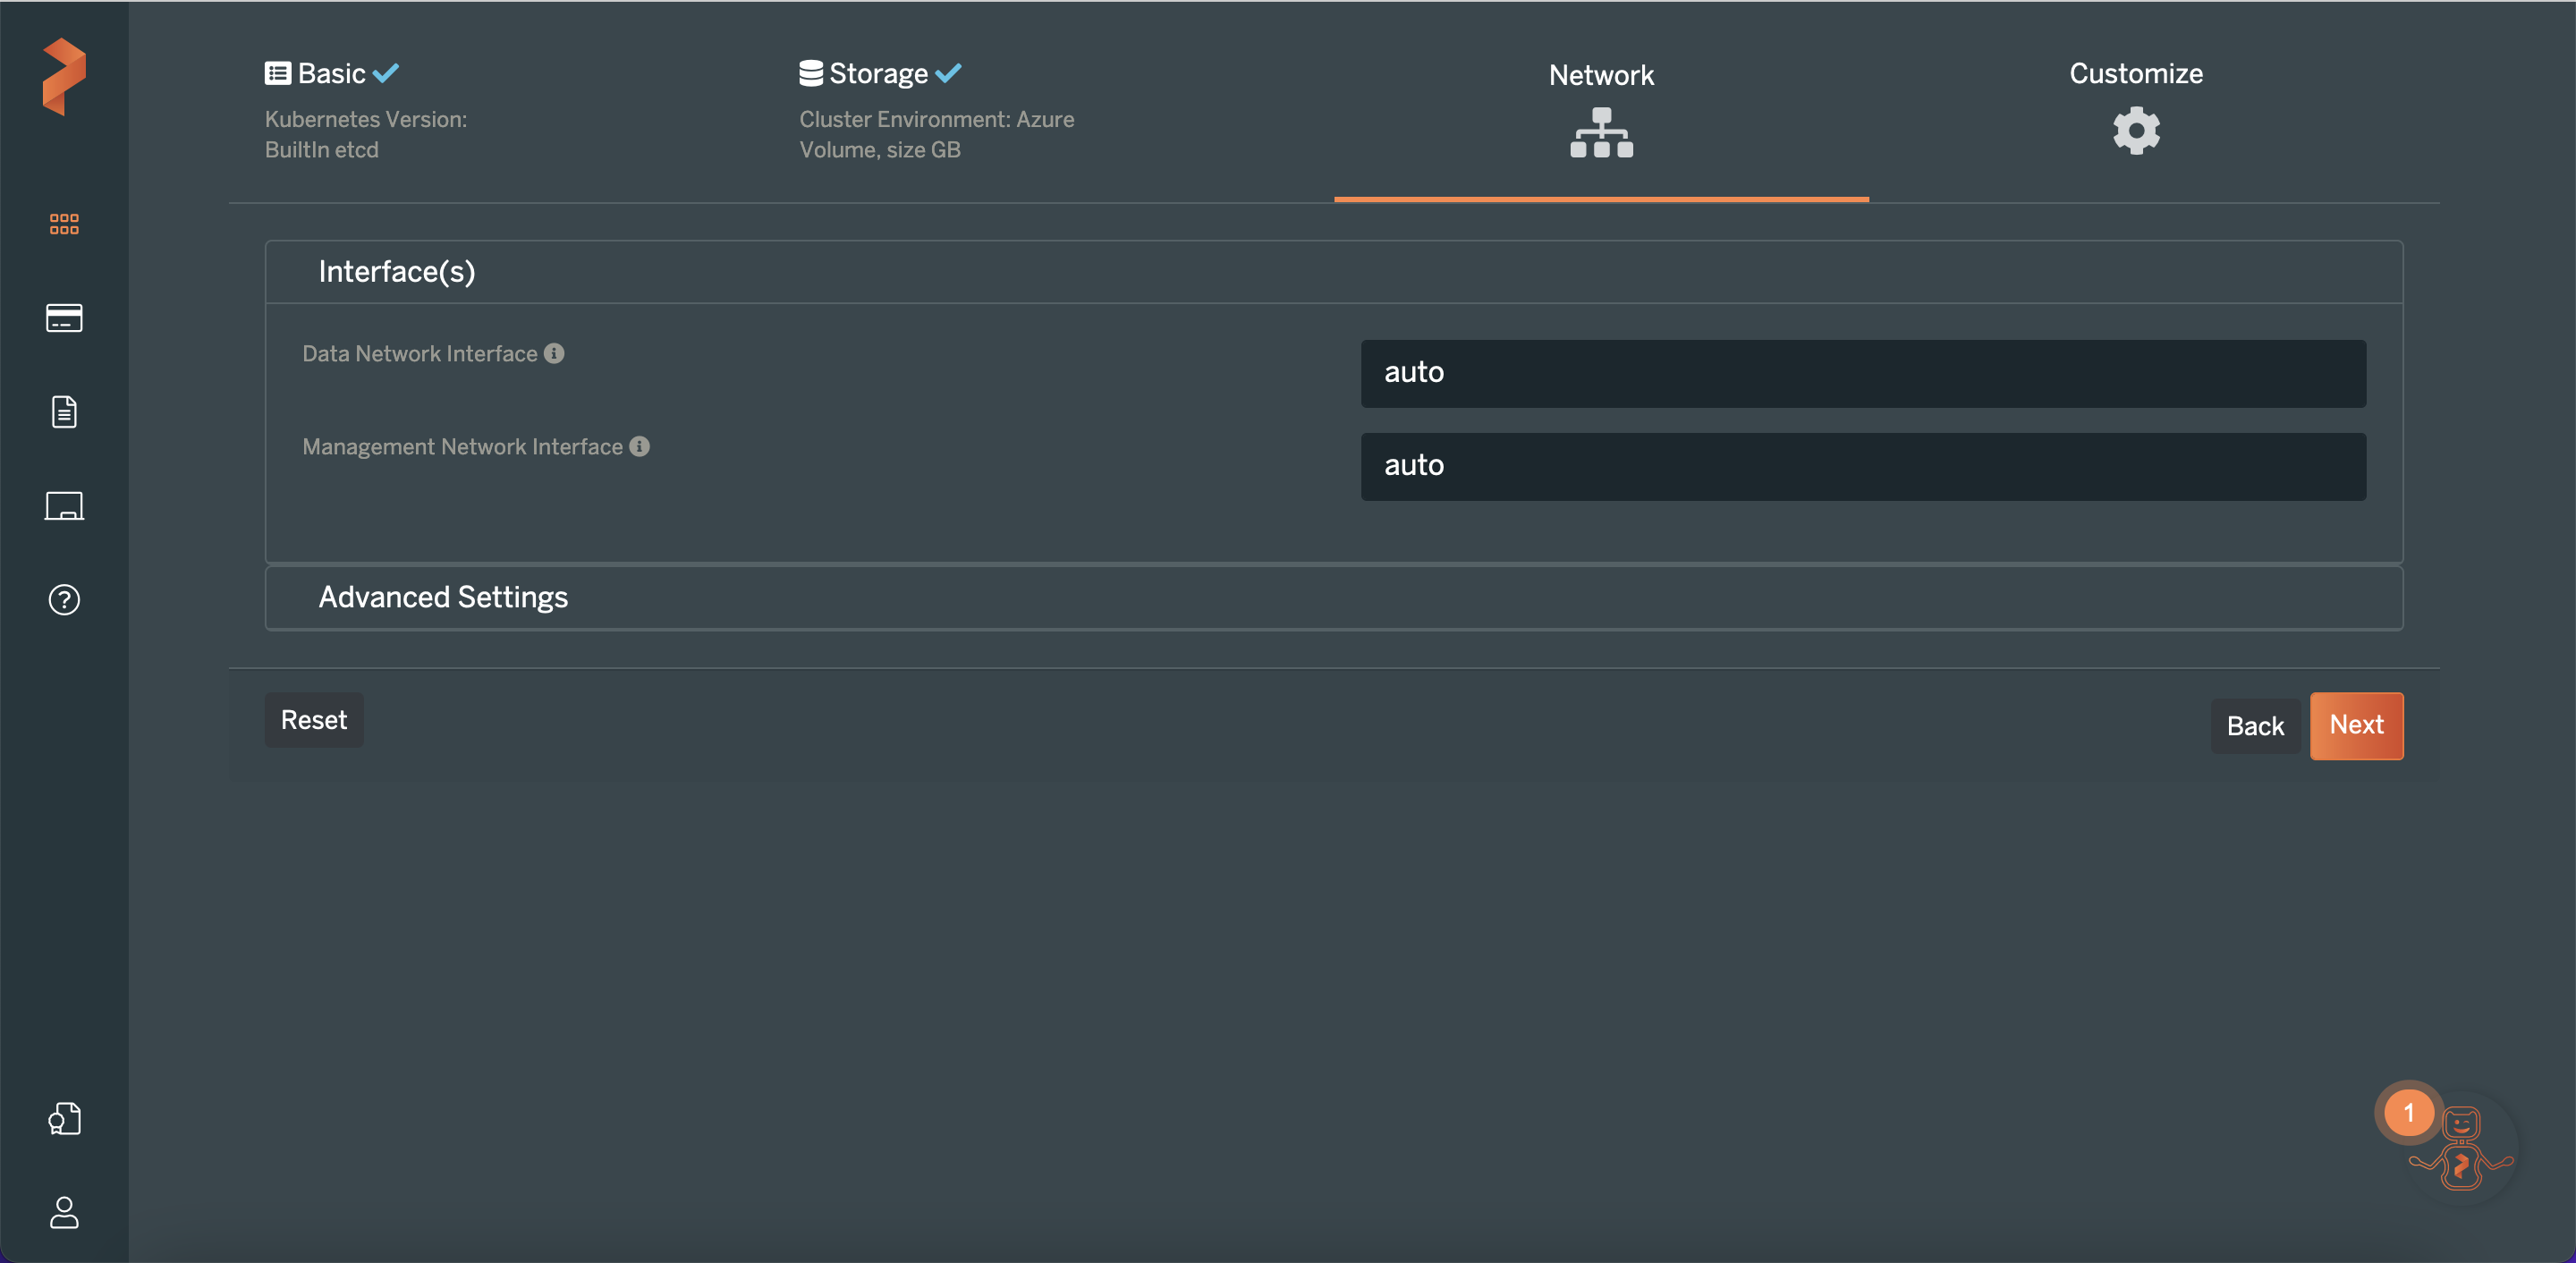 Basic
Kubernetes Version:
BuiltIn etcd
Storage
Cluster Environment: Azure
Volume, size GB
Network
Customize
Interface(s)
Data Network Interface
auto
Management Network Interface
auto
Advanced Settings
Reset
Back
Next
1